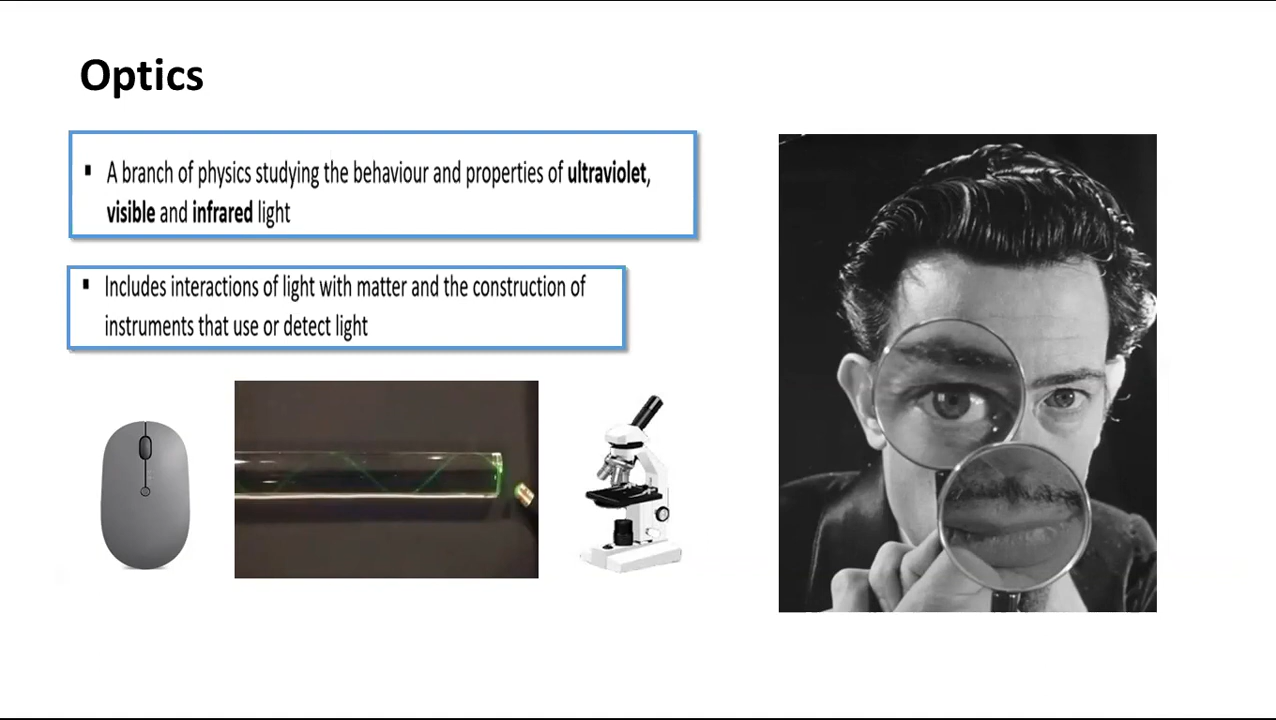 Optics
▪ A branch of physics studying the behaviour and properties of ultraviolet,
visible and infrared light
▪ Includes interactions of light with matter and the construction of
instruments that use or detect light